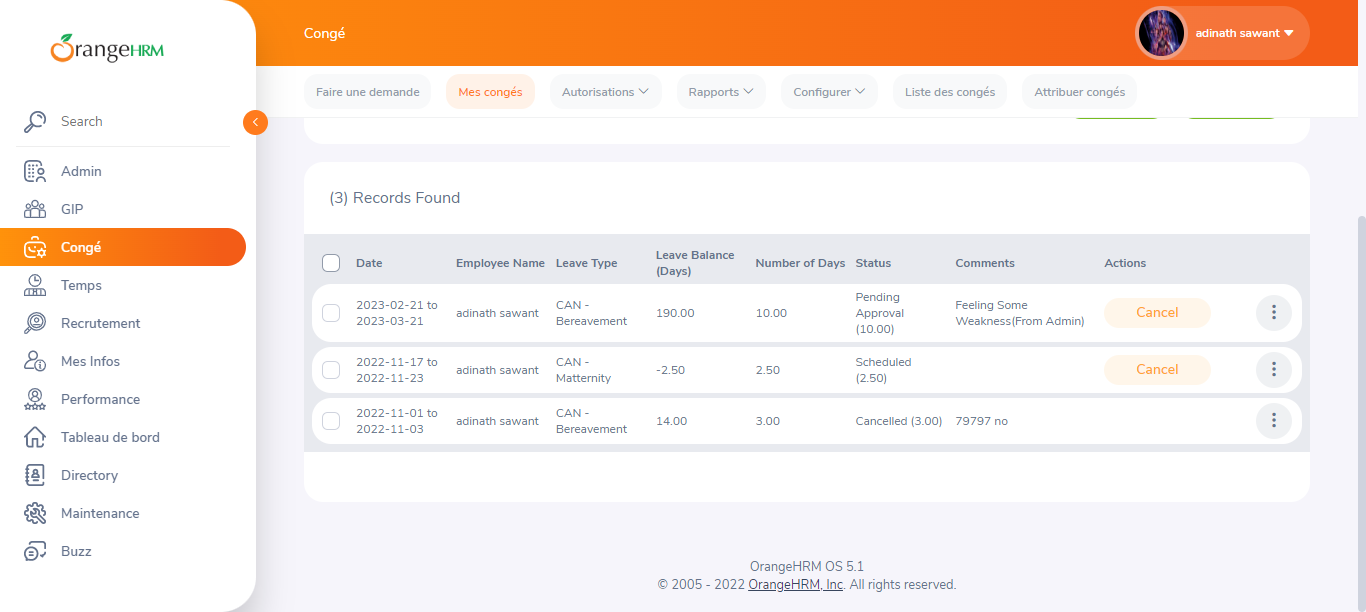 OrangeHRM
Search
Admin
GIP
Congé
Temps
Recrutement
Mes Infos
Performance
Tableau de bord
Directory
Maintenance
Buzz
Congé
adinath sawant
Faire une demande
Mes congés
Autorisations
Rapports
Configurer
Liste des congés
Attribuer congés
(3) Records Found
Date
Employee Name
Leave Type
Leave Balance
(Days)
Number of Days
Status
Comments
Actions
2023-02-21 to
2023-03-21
adinath sawant
CAN -
Bereavement
190.00
10.00
Pending
Approval
(10.00)
Feeling Some
Weakness(From Admin)
Cancel
2022-11-17 to
2022-11-23
adinath sawant
CAN -
Matternity
-2.50
2.50
Scheduled
(2.50)
Cancel
2022-11-01 to
2022-11-03
adinath sawant
CAN -
Bereavement
14.00
3.00
Cancelled (3.00)
79797 no
OrangeHRM OS 5.1
© 2005 - 2022 OrangeHRM, Inc. All rights reserved.